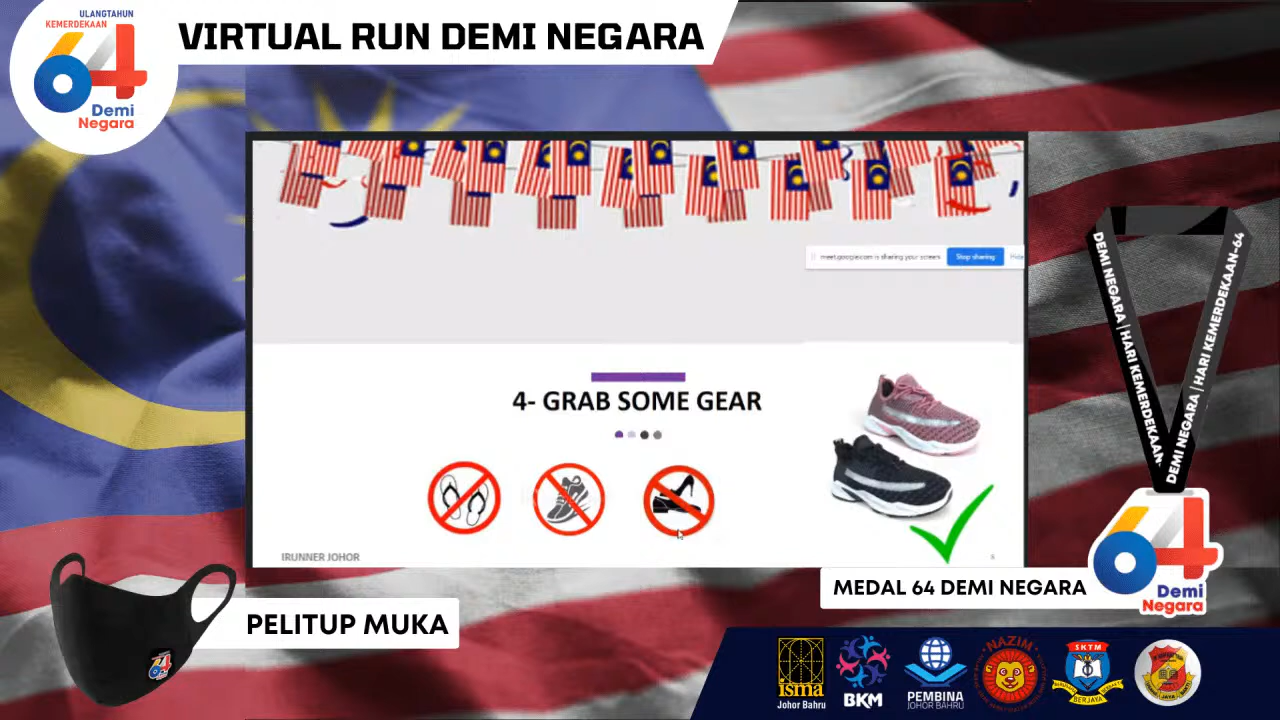 ULANGTAHUN
KEMERDEKAAN
64
Demi
Negara
VIRTUAL RUN DEMI NEGARA
meet.google.com is sharing your screen
Stop sharing
Hide
4- GRAB SOME GEAR
IRUNNER JOHOR
DEMI NEGARA | HARI KEMERDEKAAN
DEMI NEGARA | HARI KEMERDEKAAN-64
64
Demi
Negara
MEDAL 64 DEMI NEGARA
64
PELITUP MUKA
isma
Johor Bahru
BKM
PEMBINA
JOHOR BAHRU
NAZIM
SKTM
BERJAYA